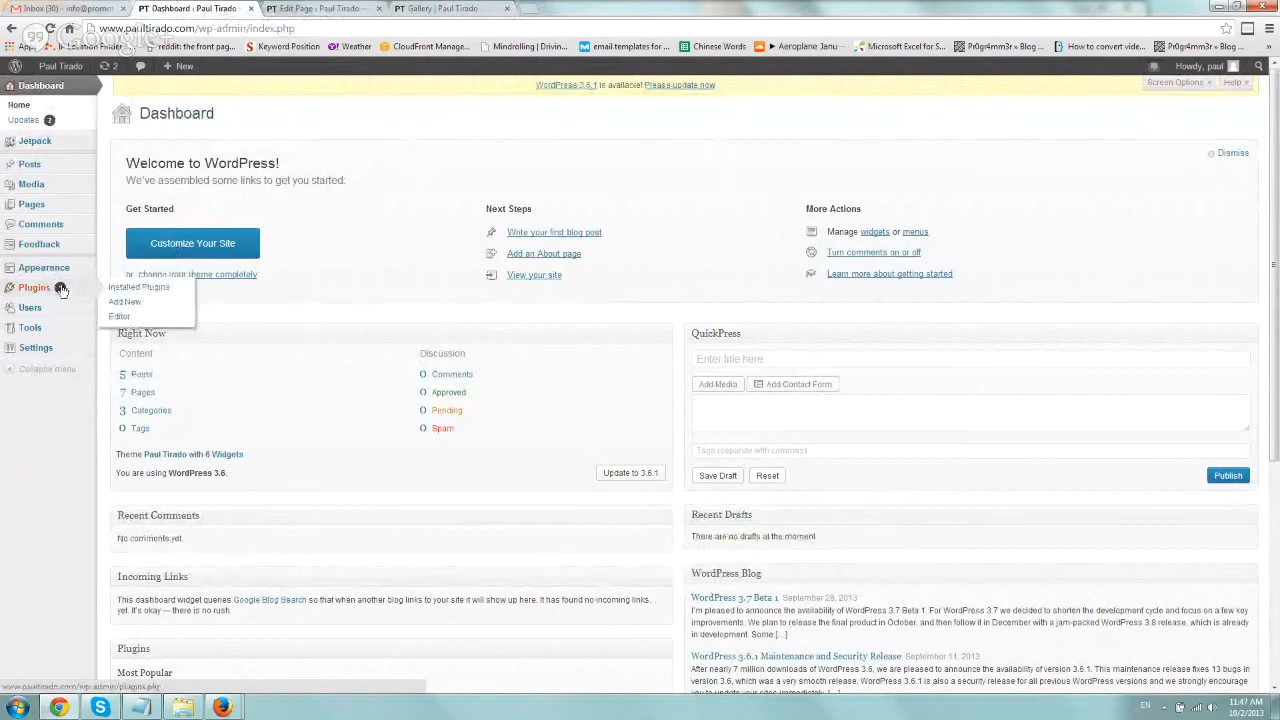 Inbox (30) - info@promot
PT Dashboard ‹ Paul Tirado
PT Edit Page ‹ Paul Tirado —
PT Gallery | Paul Tirado
www.paultirado.com/wp-admin/index.php
Google+
reddit: the front page
Keyword Position
Yahoo! Weather
CloudFront Manage
Mindrolling | Drivin
email templates for
Chinese Words
Aeroplane Janu
Microsoft Excel for S
Pr0gr4mm3r » Blog
How to convert vide
Pr0gr4mm3r » Blog
Paul Tirado
2
+ New
Howdy, paul
Dashboard
WordPress 3.6.1 is available! Please update now
Screen Options
Help
Home
Updates 2
Jetpack
Posts
Media
Pages
Comments
Feedback
Appearance
Plugins
Users
Tools
Settings
Collapse menu
Installed Plugins
Add New
Editor
Dashboard
Welcome to WordPress!
We've assembled some links to get you started:
Dismiss
Get Started
Customize Your Site
or, change your theme completely
Next Steps
Write your first blog post
Add an About page
View your site
More Actions
Manage widgets or menus
Turn comments on or off
Learn more about getting started
Right Now
Content
Discussion
5 Posts
0 Comments
7 Pages
0 Approved
3 Categories
0 Pending
0 Tags
0 Spam
Theme Paul Tirado with 6 Widgets
You are using WordPress 3.6.
Update to 3.6.1
QuickPress
Enter title here
Add Media
Add Contact Form
Tags (separate with commas)
Save Draft
Reset
Publish
Recent Comments
No comments yet.
Recent Drafts
There are no drafts at the moment
Incoming Links
This dashboard widget queries Google Blog Search so that when another blog links to your site it will show up here. It has found no incoming links.
yet. It's okay — there is no rush.
WordPress Blog
WordPress 3.7 Beta 1 September 28, 2013
I'm pleased to announce the availability of WordPress 3.7 Beta 1. For WordPress 3.7 we decided to shorten the development cycle and focus on a few key
improvements. We plan to release the final product in October, and then follow it in December with a jam-packed WordPress 3.8 release, which is already
in development. Some [...]
Plugins
Most Popular
WordPress 3.6.1 Maintenance and Security Release September 11, 2013
After nearly 7 million downloads of WordPress 3.6, we are pleased to announce the availability of version 3.6.1. This maintenance release fixes 13 bugs in
version 3.6, which was a very smooth release. WordPress 3.6.1 is also a security release for all previous WordPress versions and we strongly encourage
you to update your sites immediately. [...]
www.paultirado.com/wp-admin/plugins.php
EN
11:47 AM
10/2/2013